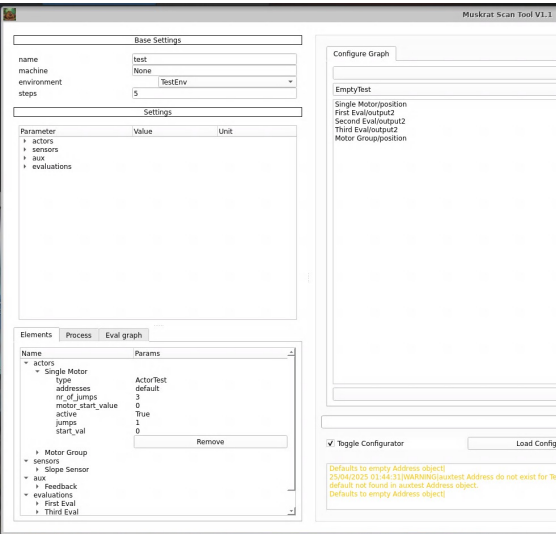 Muskrat Scan Tool V1.1
Base Settings
name test
machine None
environment TestEnv
steps 5
Settings
Parameter Value Unit
actors
sensors
aux
evaluations
Elements Process Eval graph
Name Params
actors
Single Motor
type ActorTest
addresses default
nr_of_jumps 3
motor_start_value 0
active True
jumps 1
start_val 0
Remove
Motor Group
sensors
Slope Sensor
aux
Feedback
evaluations
First Eval
Third Eval
Configure Graph
EmptyTest
Single Motor/position
First Eval/output2
Second Eval/output2
Third Eval/output2
Motor Group/position
Toggle Configurator Load Config
Defaults to empty Address object|
25/04/2025 01:44:31|WARNING|auxtest Address do not exist for Te
default not found in auxtest Address object.
Defaults to empty Address object|